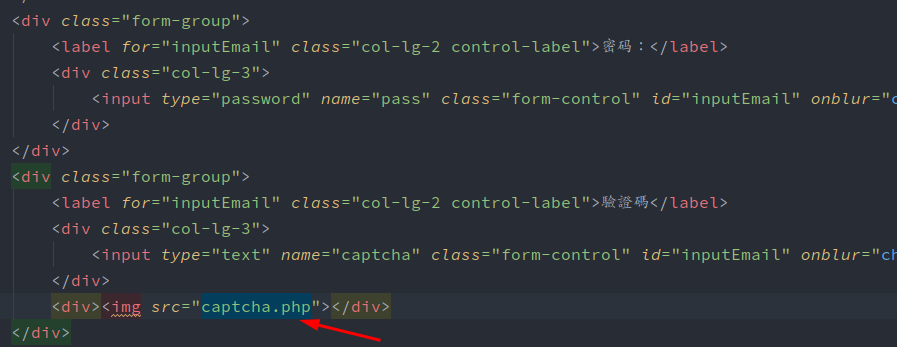 <div class="form-group">
<label for="inputEmail" class="col-lg-2 control-label">密码：</label>
<div class="col-lg-3">
<input type="password" name="pass" class="form-control" id="inputEmail" onblur="c
</div>
</div>
<div class="form-group">
<label for="inputEmail" class="col-lg-2 control-label">驗證碼</label>
<div class="col-lg-3">
<input type="text" name="captcha" class="form-control" id="inputEmail" onblur="ch
</div>
<div><img src="captcha.php"></div>
</div>